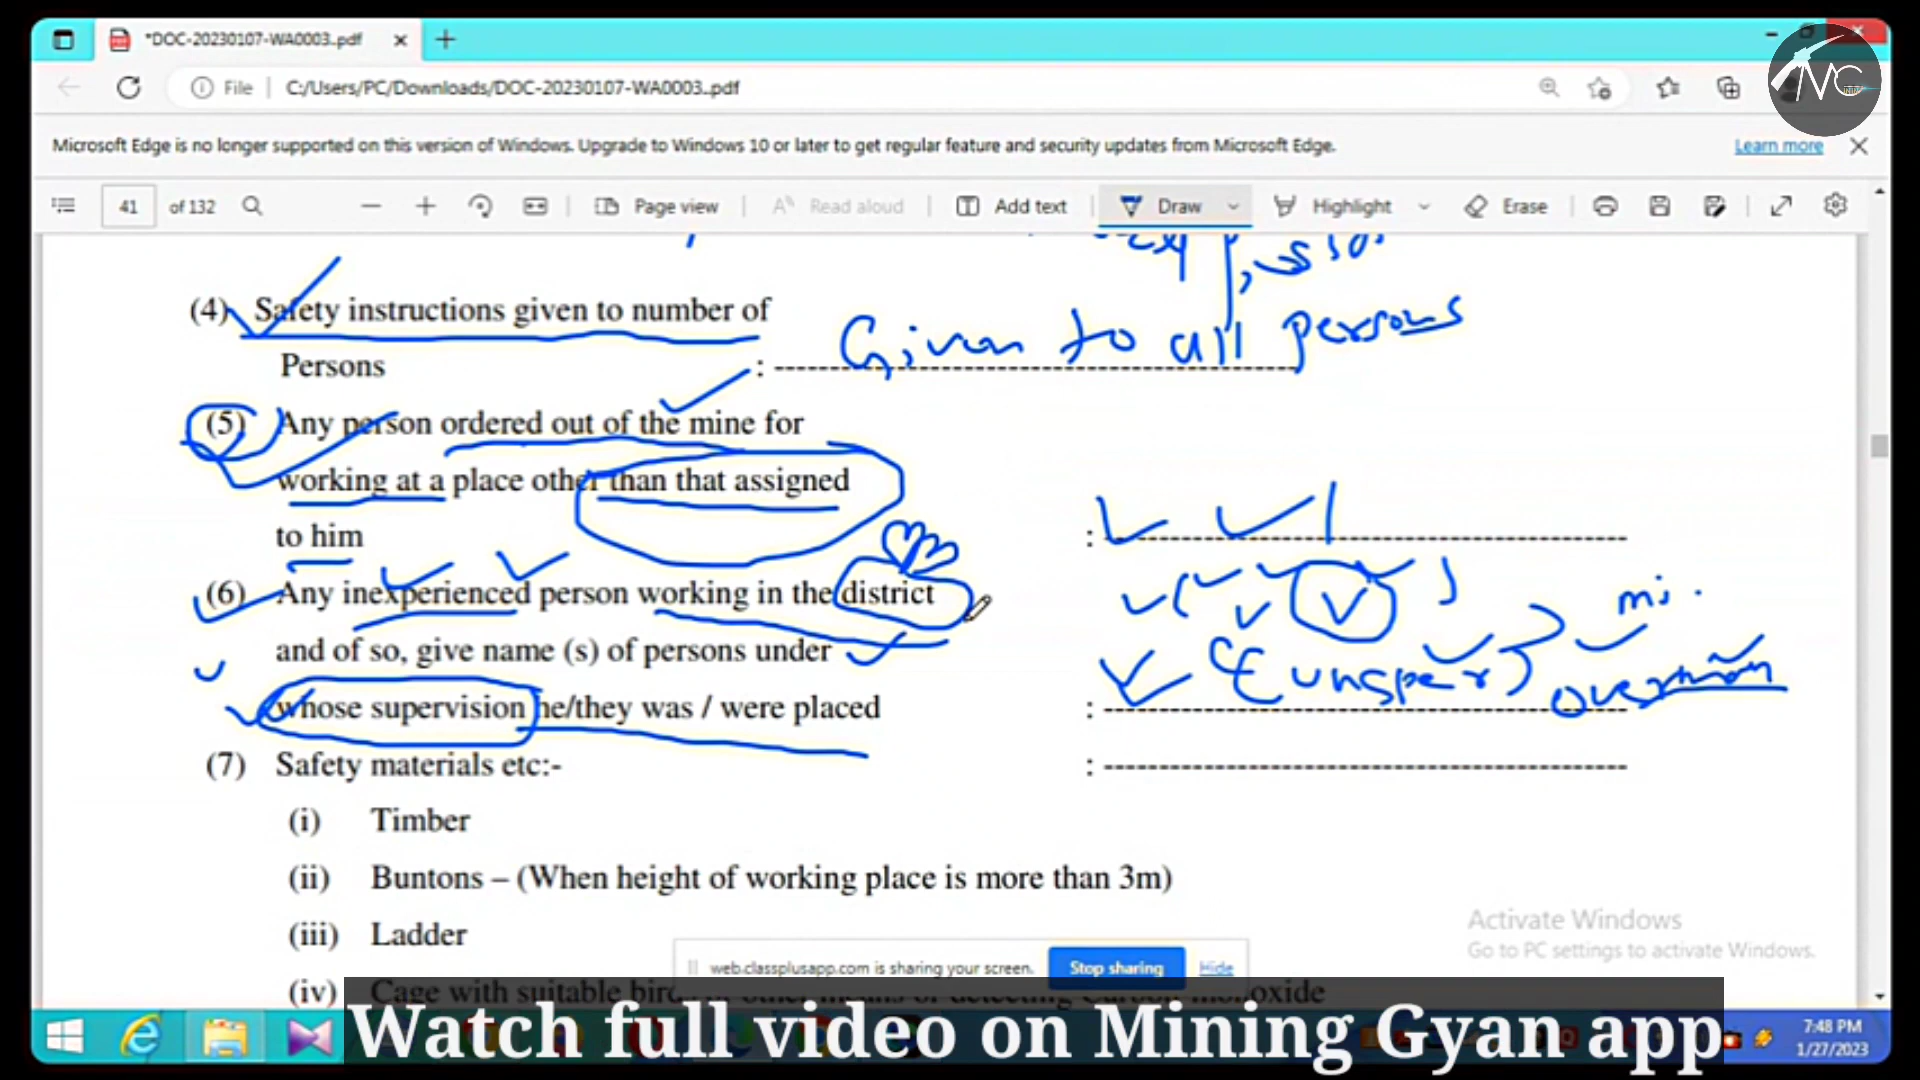 *DOC-20230107-WA0003..pdf
File C:/Users/PC/Downloads/DOC-20230107-WA0003..pdf
MC
Microsoft Edge is no longer supported on this version of Windows. Upgrade to Windows 10 or later to get regular feature and security updates from Microsoft Edge. Learn more
41 of 132 Page view Read aloud Add text Draw Highlight Erase
(4) Safety instructions given to number of
Persons : Given to all persons
(5) Any person ordered out of the mine for
working at a place other than that assigned
to him :
(6) Any inexperienced person working in the district
and of so, give name (s) of persons under
whose supervision he/they was / were placed : overman
(7) Safety materials etc:- :
(i) Timber
(ii) Buntons – (When height of working place is more than 3m)
(iii) Ladder
Activate Windows
Go to PC settings to activate Windows.
web.classplusapp.com is sharing your screen. Stop sharing Hide
(iv) Cage with suitable bird
Watch full video on Mining Gyan app
7:48 PM
1/27/2023